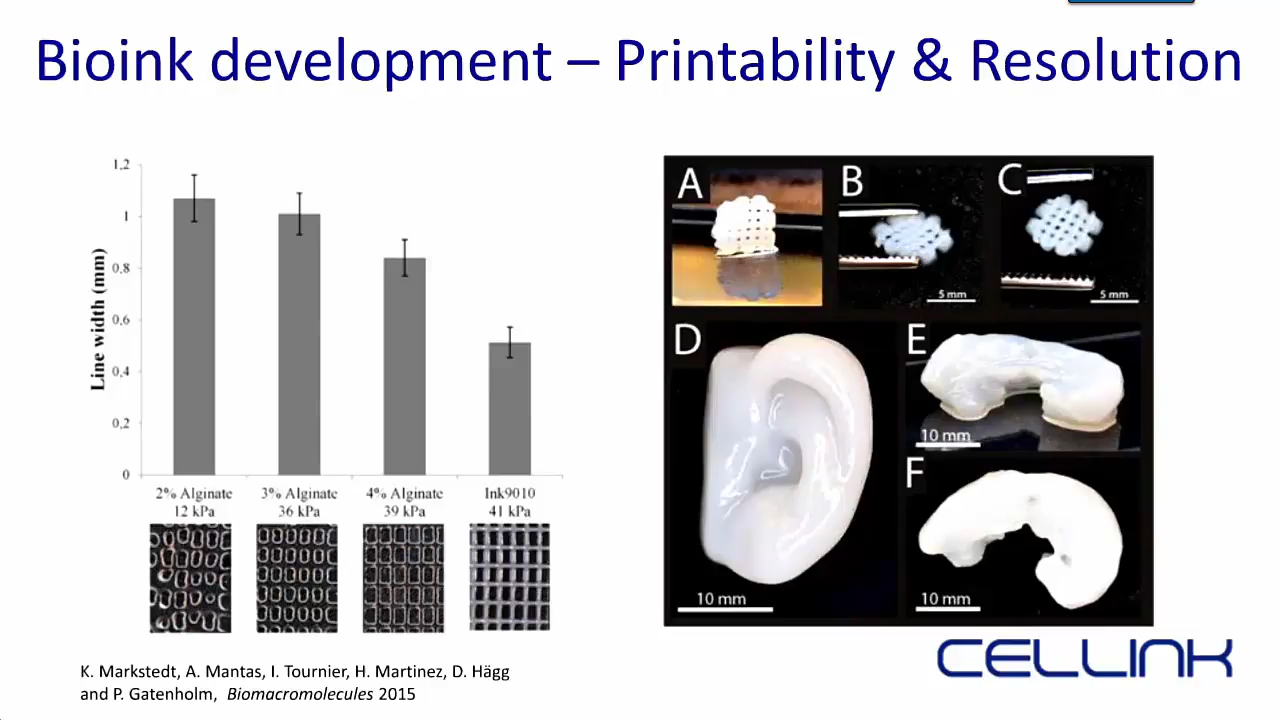 Bioink development – Printability & Resolution
1,2
1
0,8
0,6
0,4
0,2
0
Line width (mm)
2% Alginate
12 kPa
3% Alginate
36 kPa
4% Alginate
39 kPa
Ink9010
41 kPa
A
B
5 mm
C
5 mm
D
10 mm
E
10 mm
F
10 mm
CELLINK
K. Markstedt, A. Mantas, I. Tournier, H. Martinez, D. Hägg
and P. Gatenholm, Biomacromolecules 2015